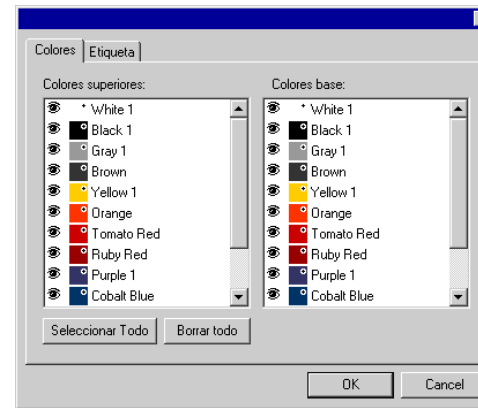 Colores Etiqueta
Colores superiores: Colores base:
White 1 White 1
Black 1 Black 1
Gray 1 Gray 1
Brown Brown
Yellow 1 Yellow 1
Orange Orange
Tomato Red Tomato Red
Ruby Red Ruby Red
Purple 1 Purple 1
Cobalt Blue Cobalt Blue
Seleccionar Todo Borrar todo
OK Cancel